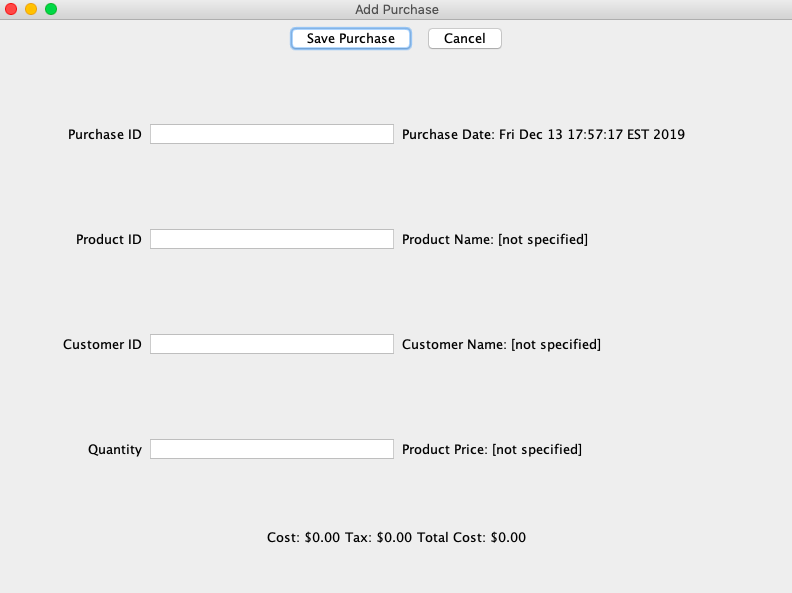 Add Purchase
Save Purchase Cancel
Purchase ID Purchase Date: Fri Dec 13 17:57:17 EST 2019
Product ID Product Name: [not specified]
Customer ID Customer Name: [not specified]
Quantity Product Price: [not specified]
Cost: $0.00 Tax: $0.00 Total Cost: $0.00